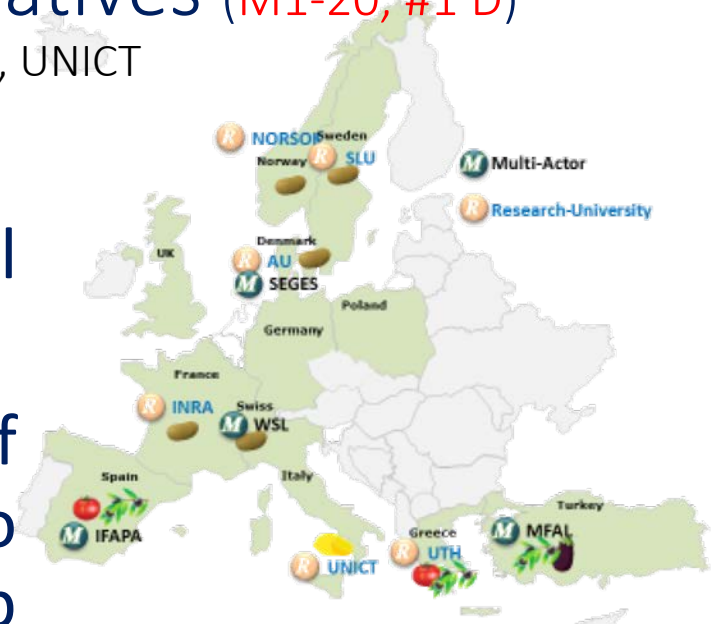 atives (M1-20, #1 D)
, UNICT
NORSOK Sweden
Norway SLU
Multi-Actor
Research-University
l
UK
Denmark
AU
SEGES
Germany
Poland
France
INRA
Swiss
WSL
f
Spain
Italy
IFAPA
Greece
Turkey
MFAL
UTH
UNICT